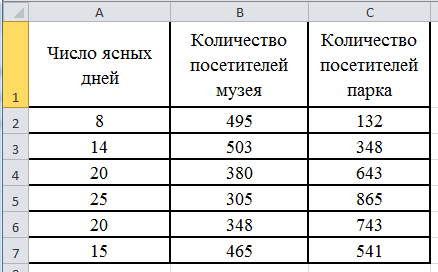 A B C
1 Число ясных дней Количество посетителей музея Количество посетителей парка
2 8 495 132
3 14 503 348
4 20 380 643
5 25 305 865
6 20 348 743
7 15 465 541